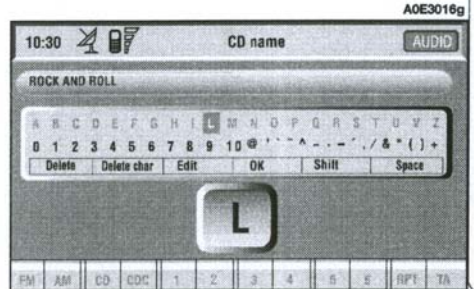 A0E3016g
10:30 CD name AUDIO
ROCK AND ROLL
A B C D E F G H I L M N O P Q R S T U V Z
0 1 2 3 4 5 6 7 8 9 10 @ ' ` ~ ^ - . – ´ , / & " ( ) +
Delete Delete char Edit OK Shift Space
L
FM AM CD CDC 1 2 3 4 5 6 RPT TA